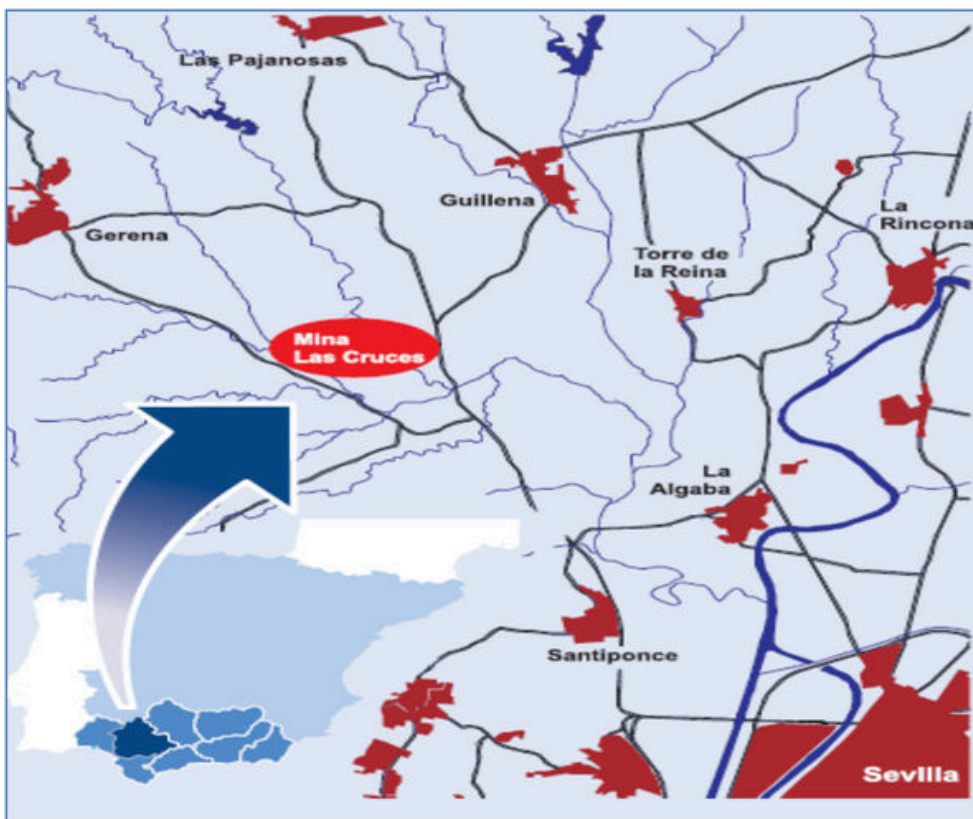 Las Pajanosas
Guillena
La
Rincona
Gerena
Torre de
la Reina
Mina
Las Cruces
La
Algaba
Santiponce
Sevilla